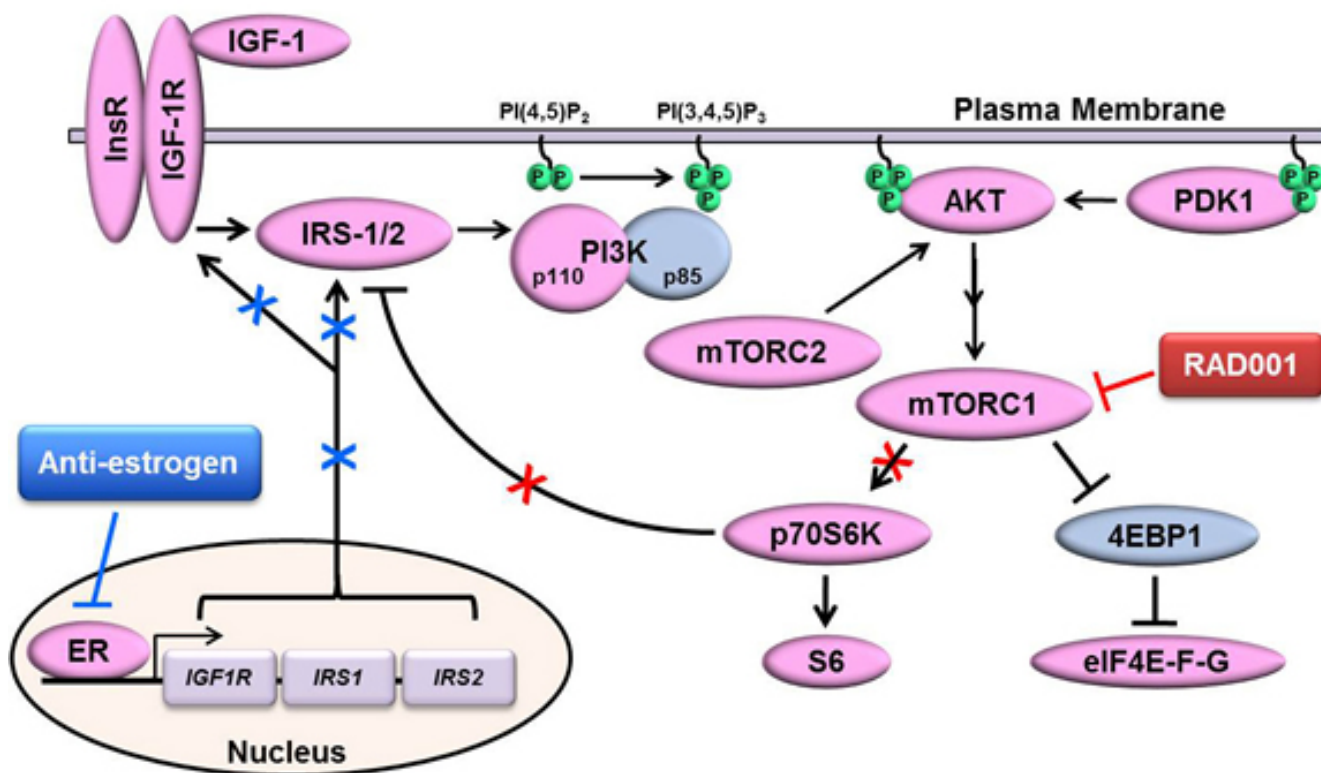 IGF-1
InsR
IGF-1R
PI(4,5)P₂
PI(3,4,5)P₃
Plasma Membrane
P P
P P P
P P P
P P P
IRS-1/2
PI3K
p110
p85
AKT
PDK1
mTORC2
mTORC1
RAD001
Anti-estrogen
p70S6K
4EBP1
S6
eIF4E-F-G
ER
IGF1R
IRS1
IRS2
Nucleus